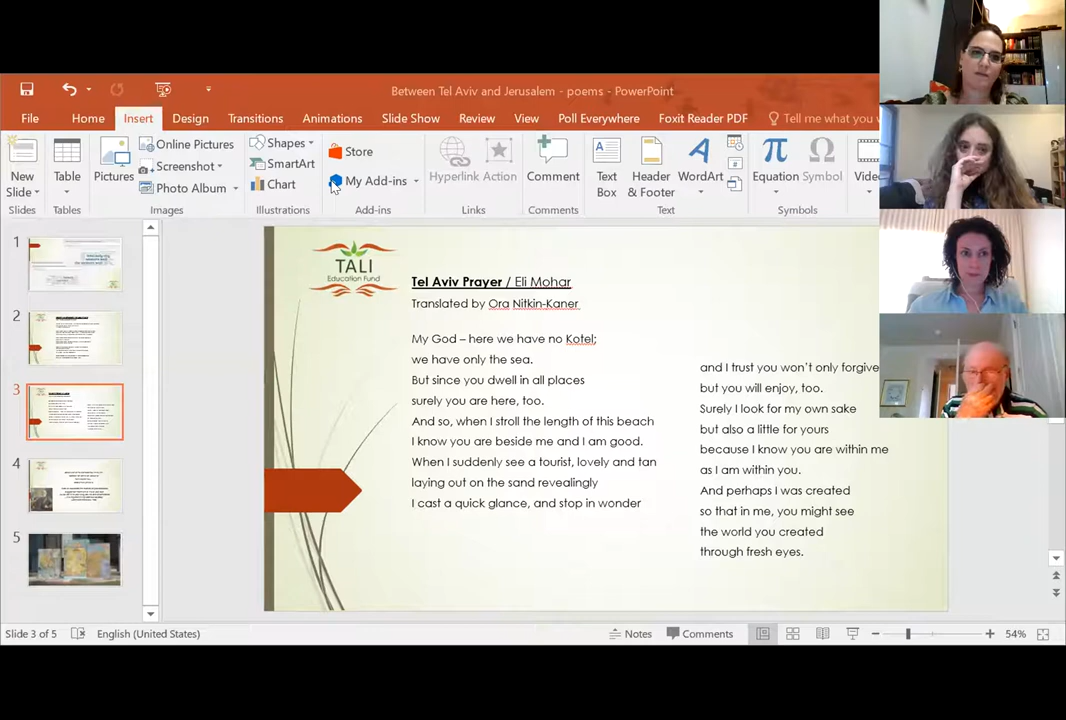 Between Tel Aviv and Jerusalem - poems - PowerPoint
File Home Insert Design Transitions Animations Slide Show Review View Poll Everywhere Foxit Reader PDF Tell me what you
New Slide
Table
Pictures
Online Pictures
Screenshot
Photo Album
Shapes
SmartArt
Chart
Store
My Add-ins
Hyperlink
Action
Comment
Text Box
Header & Footer
WordArt
Equation
Symbol
Slides Tables Images Illustrations Add-ins Links Comments Text Symbols
1
2
3
4
5
TALI
Education Fund
Tel Aviv Prayer / Eli Mohar
Translated by Ora Nitkin-Kaner
My God – here we have no Kotel;
we have only the sea.
But since you dwell in all places
surely you are here, too.
And so, when I stroll the length of this beach
I know you are beside me and I am good.
When I suddenly see a tourist, lovely and tan
laying out on the sand revealingly
I cast a quick glance, and stop in wonder
and I trust you won't only forgive
but you will enjoy, too.
Surely I look for my own sake
but also a little for yours
because I know you are within me
as I am within you.
And perhaps I was created
so that in me, you might see
the world you created
through fresh eyes.
Slide 3 of 5 English (United States) Notes Comments 54%